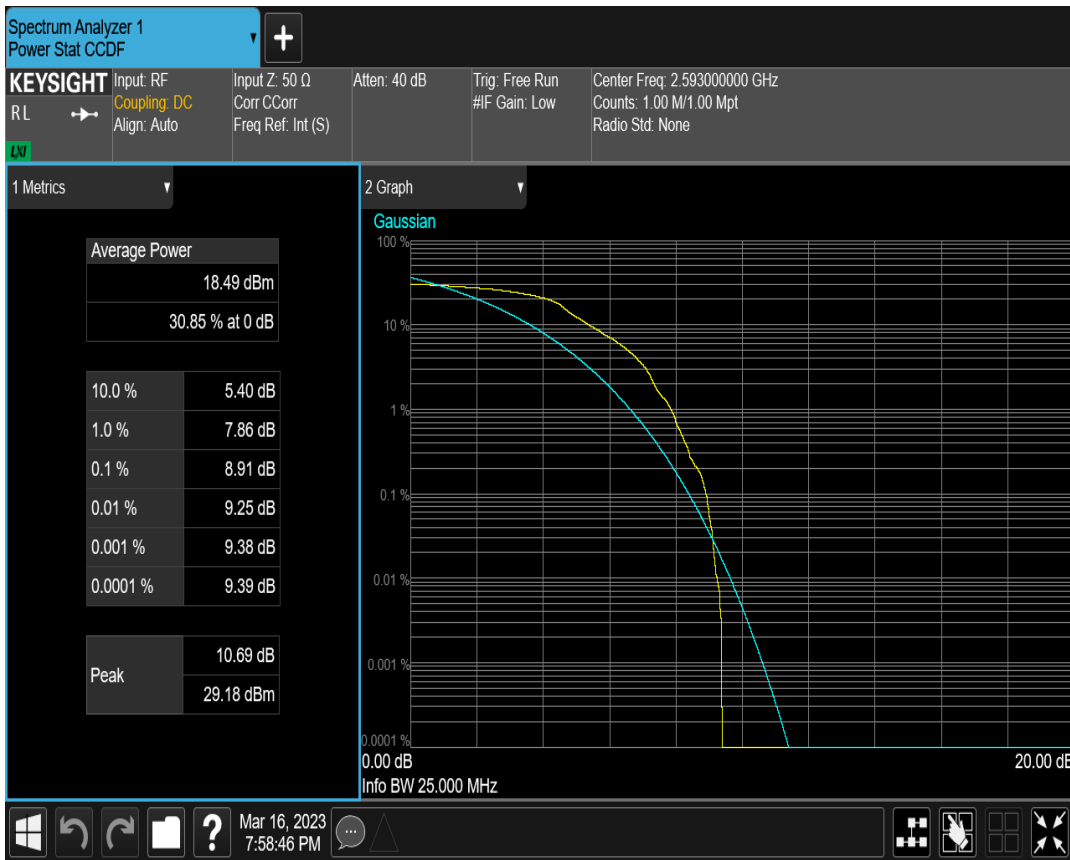 Spectrum Analyzer 1
Power Stat CCDF
KEYSIGHT
RL
LXI
Input: RF
Coupling: DC
Align: Auto
Input Z: 50 Ω
Corr CCorr
Freq Ref: Int (S)
Atten: 40 dB
Trig: Free Run
#IF Gain: Low
Center Freq: 2.593000000 GHz
Counts: 1.00 M/1.00 Mpt
Radio Std: None
1 Metrics
Average Power
18.49 dBm
30.85 % at 0 dB
10.0 % 5.40 dB
1.0 % 7.86 dB
0.1 % 8.91 dB
0.01 % 9.25 dB
0.001 % 9.38 dB
0.0001 % 9.39 dB
Peak
10.69 dB
29.18 dBm
2 Graph
Gaussian
100 %
10 %
1 %
0.1 %
0.01 %
0.001 %
0.0001 %
0.00 dB 20.00 dB
Info BW 25.000 MHz
Mar 16, 2023
7:58:46 PM